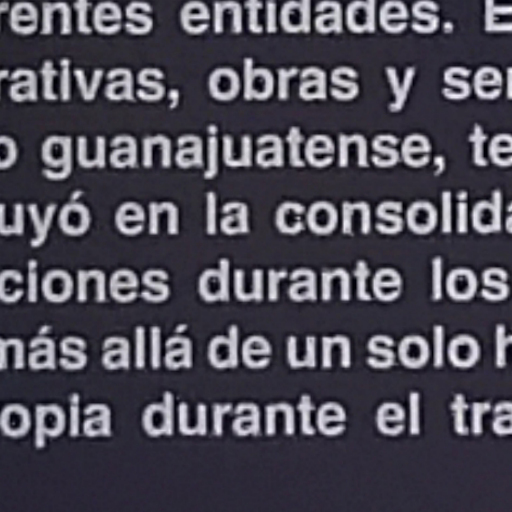 rentes entidades. E
rativas, obras y ser
o guanajuatense, te
uyó en la consolida
ciones durante los
más allá de un solo h
opia durante el tra